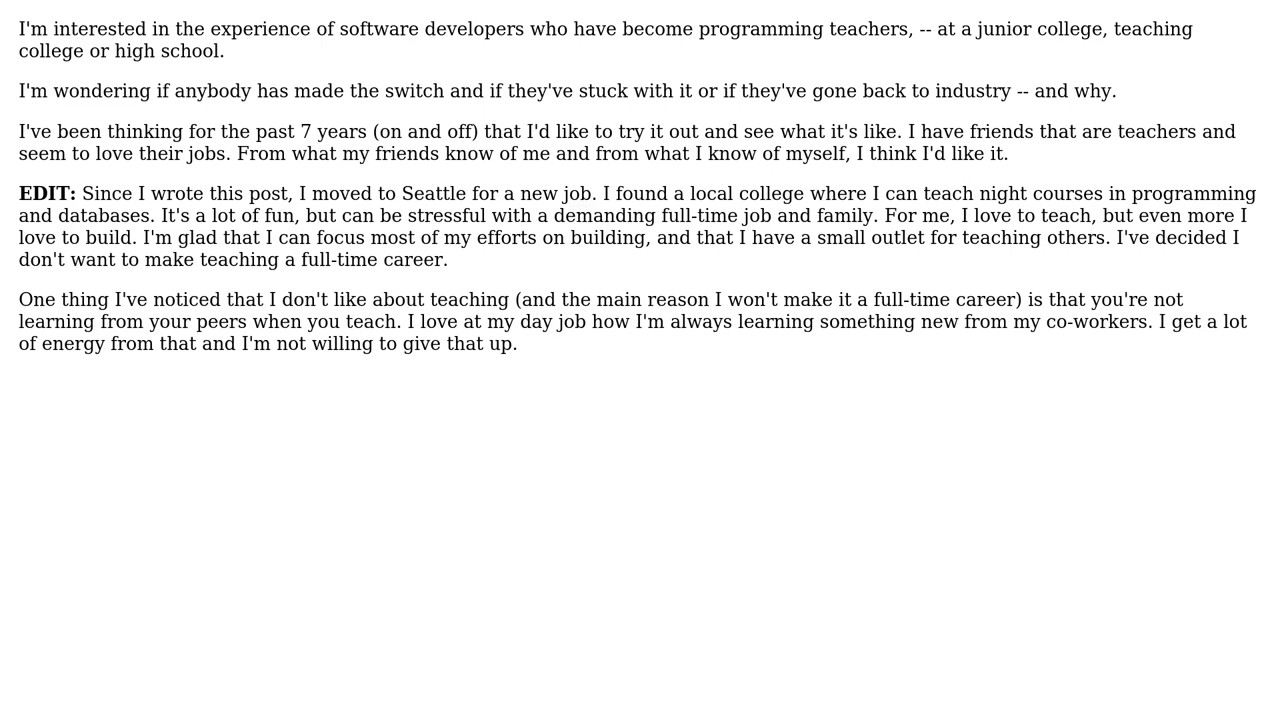 I'm interested in the experience of software developers who have become programming teachers, -- at a junior college, teaching
college or high school.
I'm wondering if anybody has made the switch and if they've stuck with it or if they've gone back to industry -- and why.
I've been thinking for the past 7 years (on and off) that I'd like to try it out and see what it's like. I have friends that are teachers and
seem to love their jobs. From what my friends know of me and from what I know of myself, I think I'd like it.
EDIT: Since I wrote this post, I moved to Seattle for a new job. I found a local college where I can teach night courses in programming
and databases. It's a lot of fun, but can be stressful with a demanding full-time job and family. For me, I love to teach, but even more I
love to build. I'm glad that I can focus most of my efforts on building, and that I have a small outlet for teaching others. I've decided I
don't want to make teaching a full-time career.
One thing I've noticed that I don't like about teaching (and the main reason I won't make it a full-time career) is that you're not
learning from your peers when you teach. I love at my day job how I'm always learning something new from my co-workers. I get a lot
of energy from that and I'm not willing to give that up.